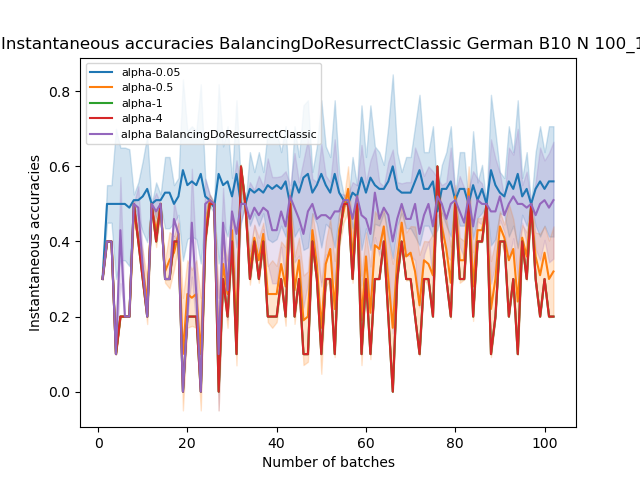 Instantaneous accuracies BalancingDoResurrectClassic German B10 N 100_1
alpha-0.05
alpha-0.5
alpha-1
alpha-4
alpha BalancingDoResurrectClassic
Instantaneous accuracies
0.8
0.6
0.4
0.2
0.0
0 20 40 60 80 100
Number of batches